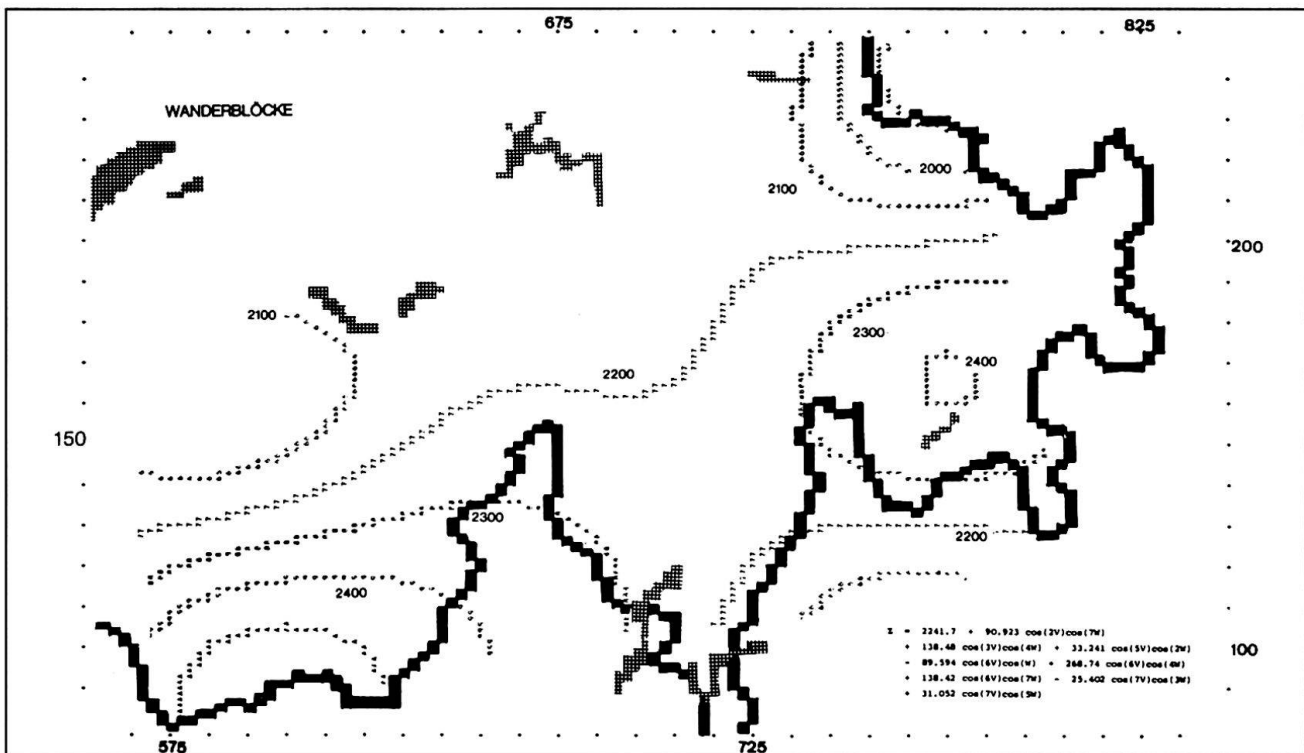 675
825
WANDERBLÖCKE
2100
2000
200
2100
2300
2400
2200
150
2300
2200
2400
Z = 2241.7 + 90.923 cos(2V)cos(7W)
+ 138.48 cos(3V)cos(4W) + 33.241 cos(5V)cos(2W)
- 89.594 cos(6V)cos(W) + 268.74 cos(6V)cos(6W)
+ 138.42 cos(6V)cos(7W) - 25.402 cos(7V)cos(3W)
+ 31.052 cos(7V)cos(5W)
100
575
725